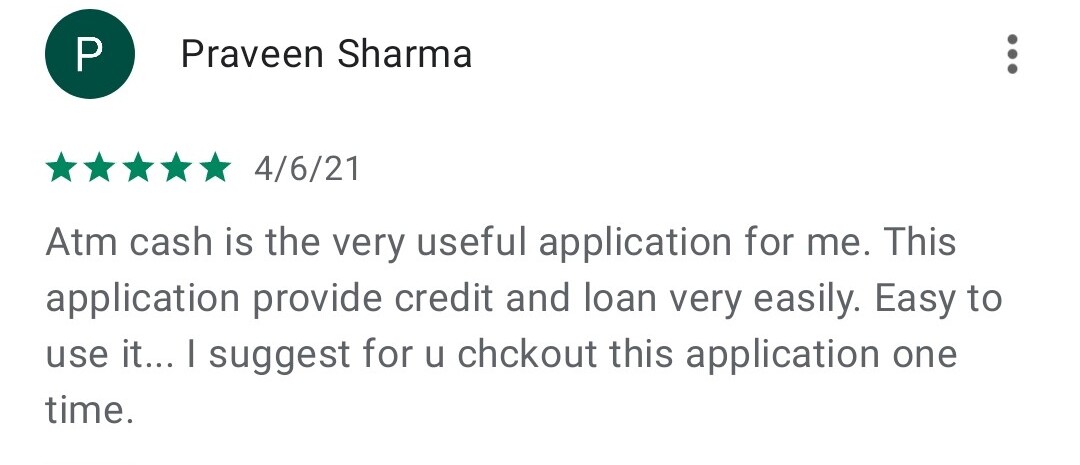 P
Praveen Sharma
4/6/21
Atm cash is the very useful application for me. This
application provide credit and loan very easily. Easy to
use it... I suggest for u chckout this application one
time.